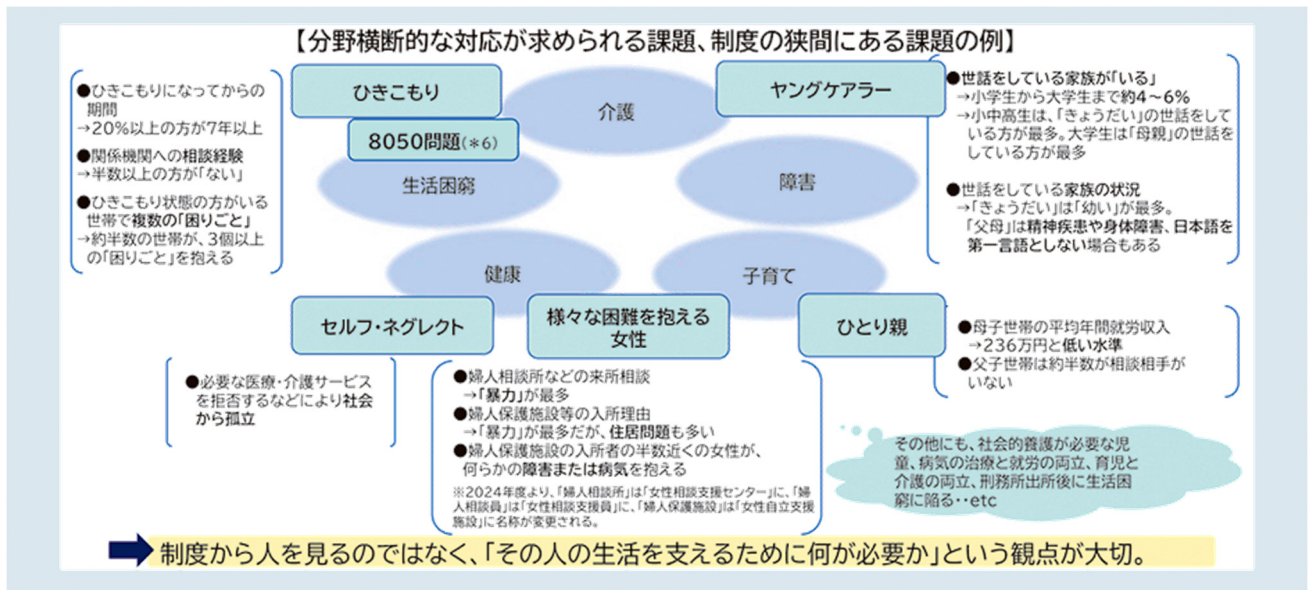 【分野横断的な対応が求められる課題、制度の狭間にある課題の例】
ひきこもり
8050問題(*6)
●ひきこもりになってからの
期間
→20%以上の方が7年以上
●関係機関への相談経験
→半数以上の方が「ない」
●ひきこもり状態の方がいる
世帯で複数の「困りごと」
→約半数の世帯が、3個以上
の「困りごと」を抱える
介護
生活困窮
障害
健康
子育て
ヤングケアラー
●世話をしている家族が「いる」
→小学生から大学生まで約4～6%
→小中高生は、「きょうだい」の世話をして
いる方が最多。大学生は「母親」の世話を
している方が最多
●世話をしている家族の状況
→「きょうだい」は「幼い」が最多。
「父母」は精神疾患や身体障害、日本語を
第一言語としない場合もある
セルフ・ネグレクト
●必要な医療・介護サービス
を拒否するなどにより社会
から孤立
様々な困難を抱える
女性
●婦人相談所などの来所相談
→「暴力」が最多
●婦人保護施設等の入所理由
→「暴力」が最多だが、住居問題も多い
●婦人保護施設の入所者の半数近くの女性が、
何らかの障害または病気を抱える
※2024年度より、「婦人相談所」は「女性相談支援センター」に、「婦
人相談員」は「女性相談支援員」に、「婦人保護施設」は「女性自立支援
施設」に名称が変更される。
ひとり親
●母子世帯の平均年間就労収入
→236万円と低い水準
●父子世帯は約半数が相談相手が
いない
その他にも、社会的養護が必要な児
童、病気の治療と就労の両立、育児と
介護の両立、刑務所出所後に生活困
窮に陥る‥etc
制度から人を見るのではなく、「その人の生活を支えるために何が必要か」という観点が大切。